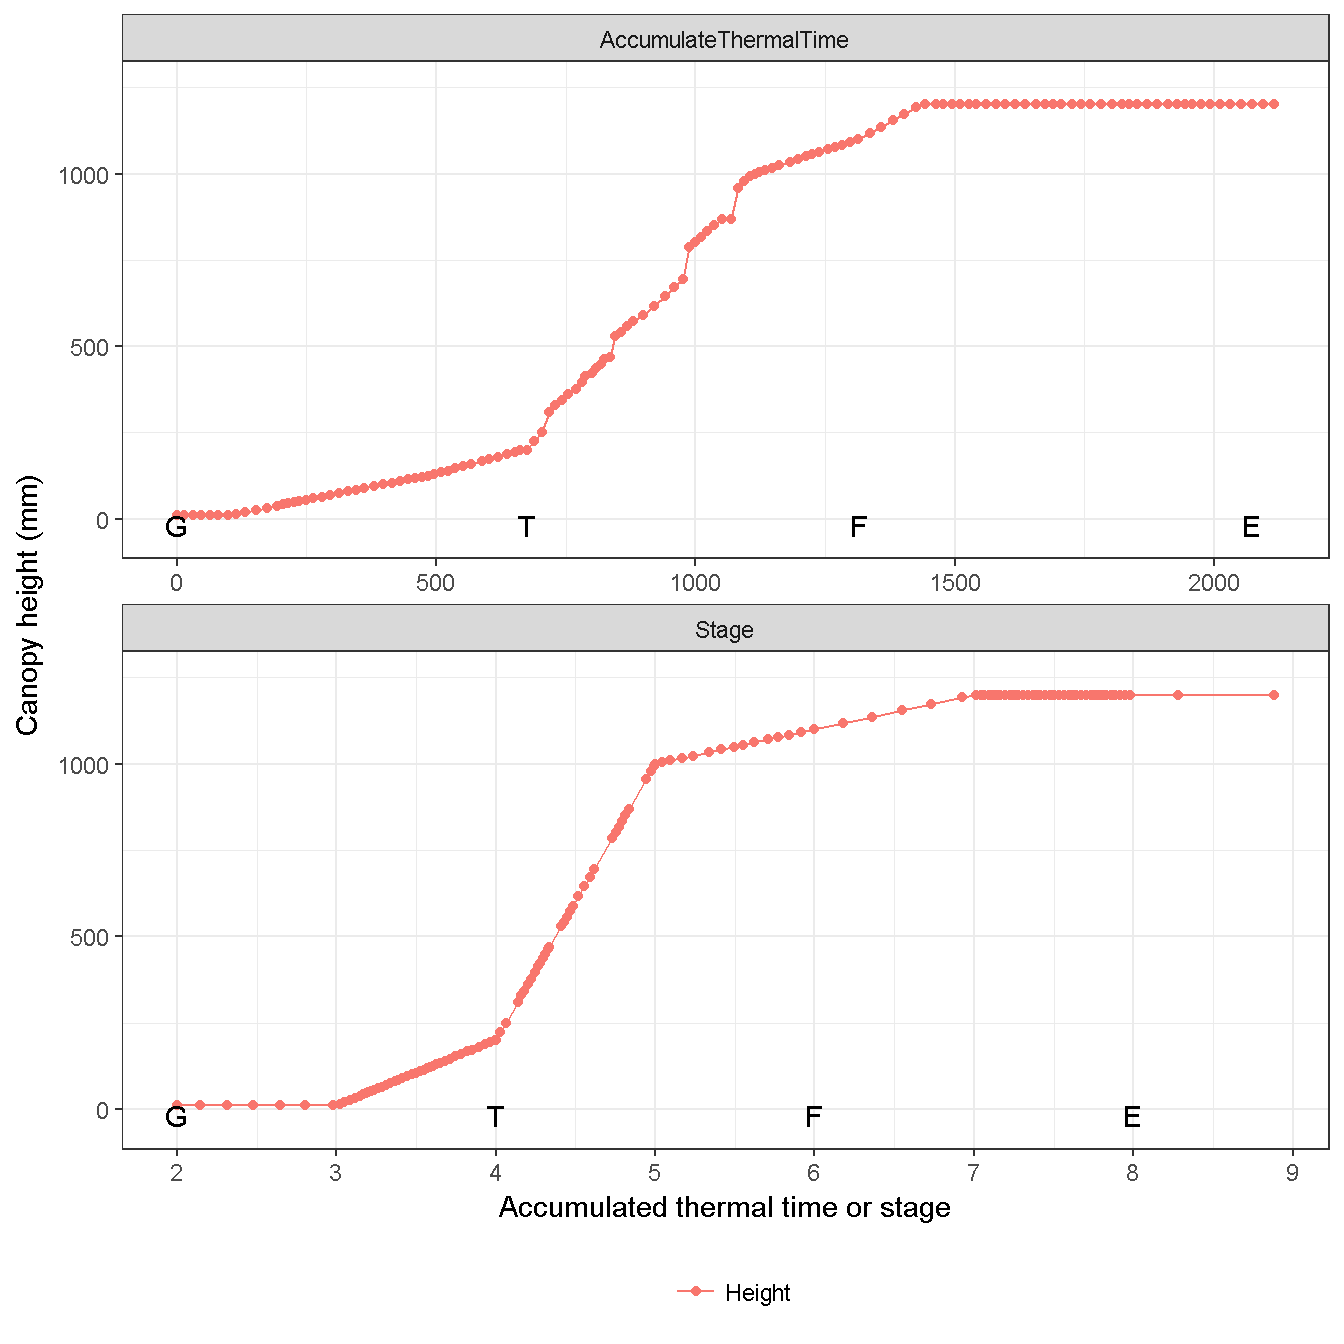 AccumulateThermalTime
Canopy height (mm)
1000
500
0
G T F E
0 500 1000 1500 2000
Stage
1000
500
0
G T F E
2 3 4 5 6 7 8 9
Accumulated thermal time or stage
Height